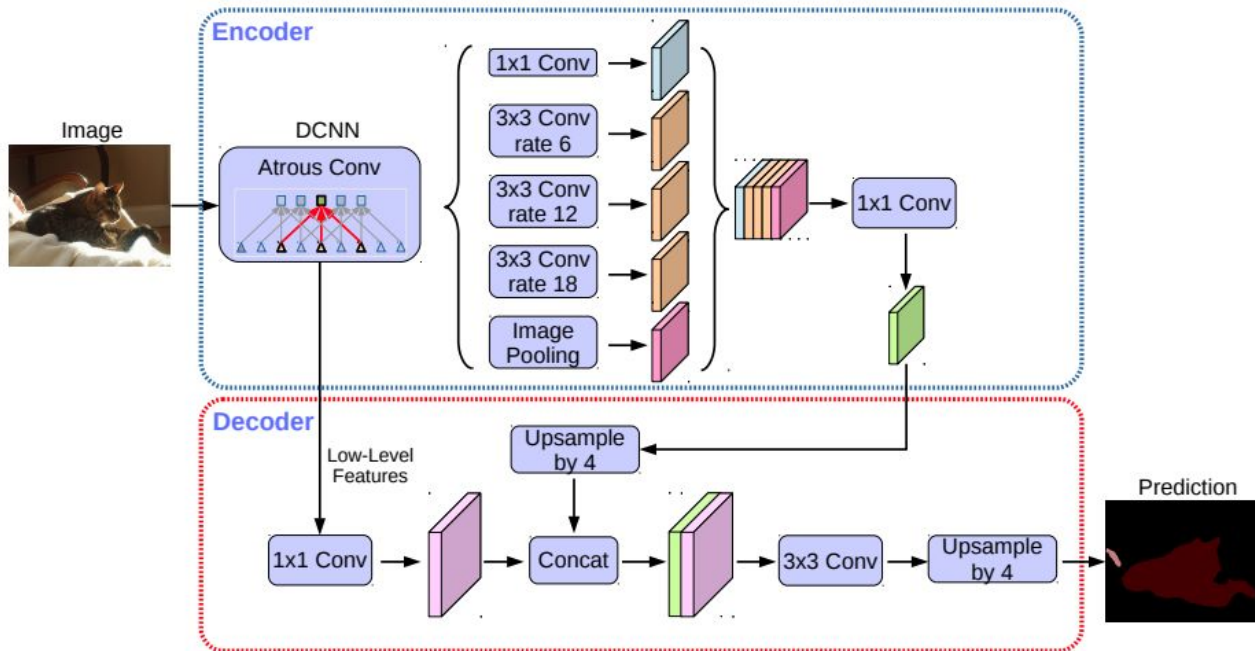 Encoder
Image
DCNN
Atrous Conv
1x1 Conv
3x3 Conv
rate 6
3x3 Conv
rate 12
3x3 Conv
rate 18
Image
Pooling
1x1 Conv
Decoder
Low-Level
Features
Upsample
by 4
1x1 Conv
Concat
3x3 Conv
Upsample
by 4
Prediction